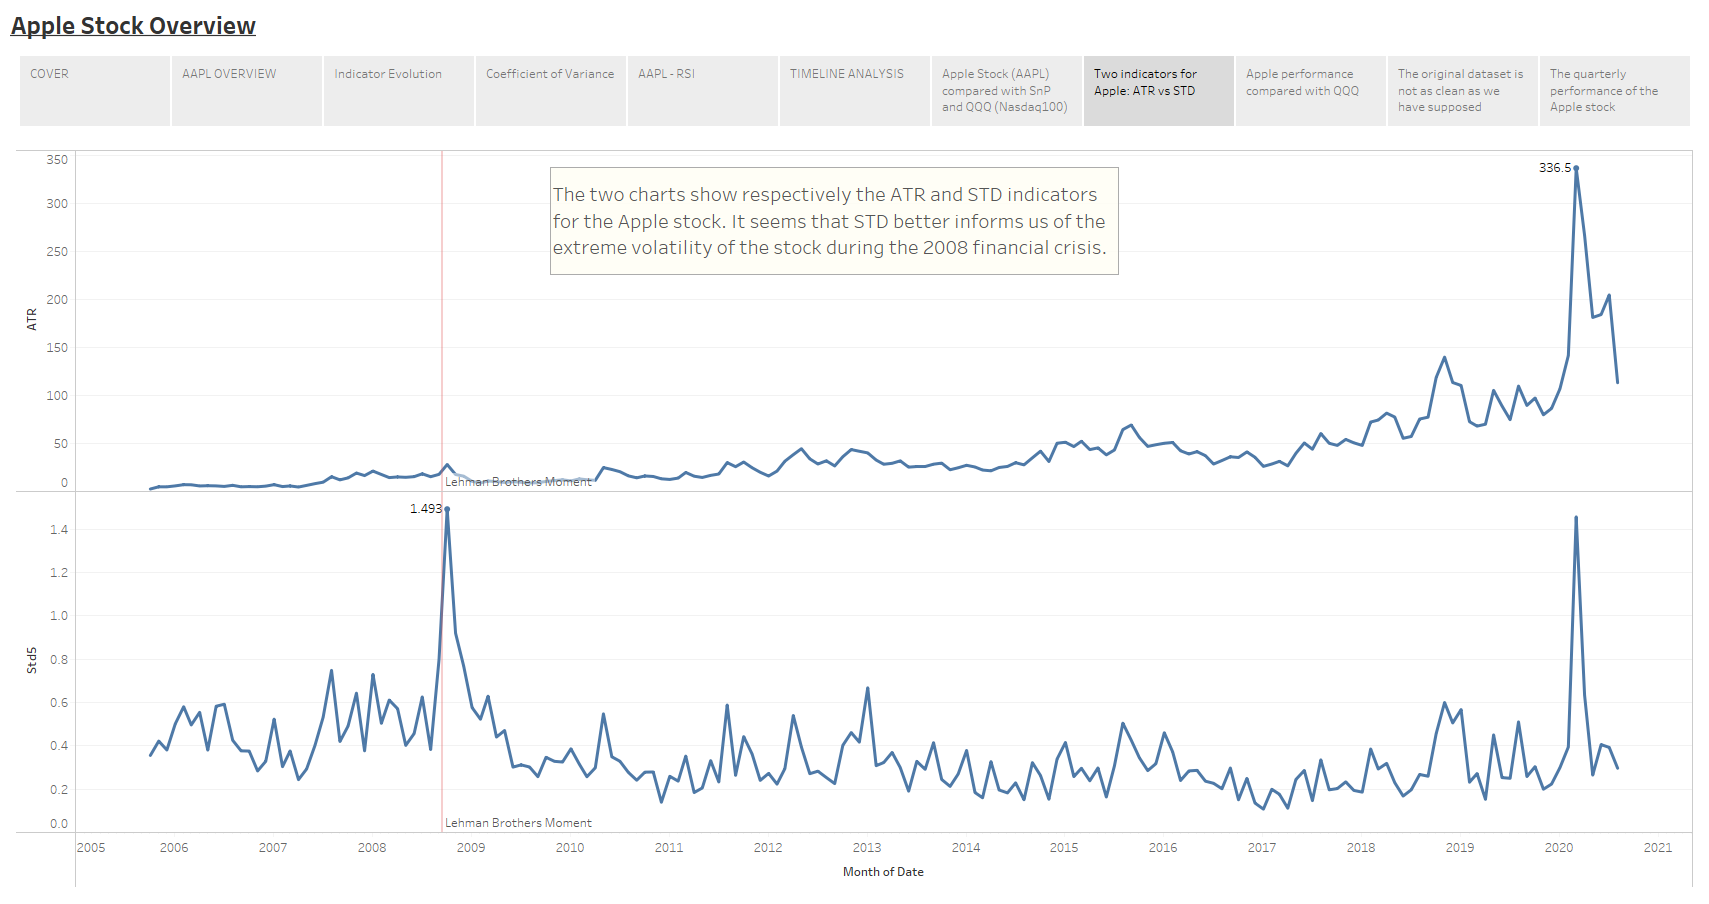 Apple Stock Overview
COVER
AAPL OVERVIEW
Indicator Evolution
Coefficient of Variance
AAPL - RSI
TIMELINE ANALYSIS
Apple Stock (AAPL)
compared with SnP
and QQQ (Nasdaq100)
Two indicators for
Apple: ATR vs STD
Apple performance
compared with QQQ
The original dataset is
not as clean as we
have supposed
The quarterly
performance of the
Apple stock
The two charts show respectively the ATR and STD indicators
for the Apple stock. It seems that STD better informs us of the
extreme volatility of the stock during the 2008 financial crisis.
336.5
350
300
250
200
150
100
50
0
ATR
Lehman Brothers Moment
1.493
1.4
1.2
1.0
0.8
0.6
0.4
0.2
0.0
Std5
Lehman Brothers Moment
2005 2006 2007 2008 2009 2010 2011 2012 2013 2014 2015 2016 2017 2018 2019 2020 2021
Month of Date